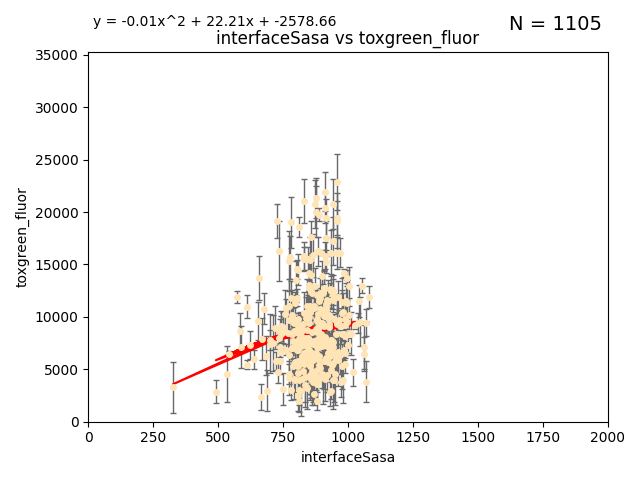 y = -0.01x^2 + 22.21x + -2578.66
N = 1105
interfaceSasa vs toxgreen_fluor
35000
30000
25000
20000
15000
10000
5000
0
toxgreen_fluor
0 250 500 750 1000 1250 1500 1750 2000
interfaceSasa